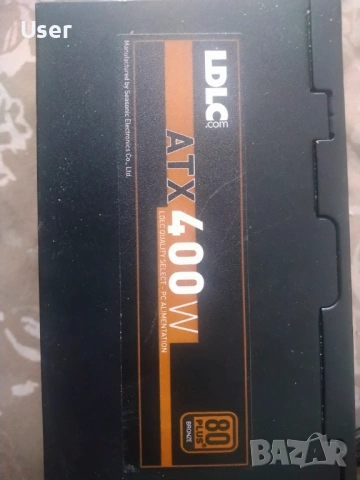 User
LDLC
.com
ATX 400W
LDLC QUALITY SELECT - PC ALIMENTATION
Manufactured by Seasonic Electronics Co., Ltd.
80
PLUS
BRONZE
BAZAR